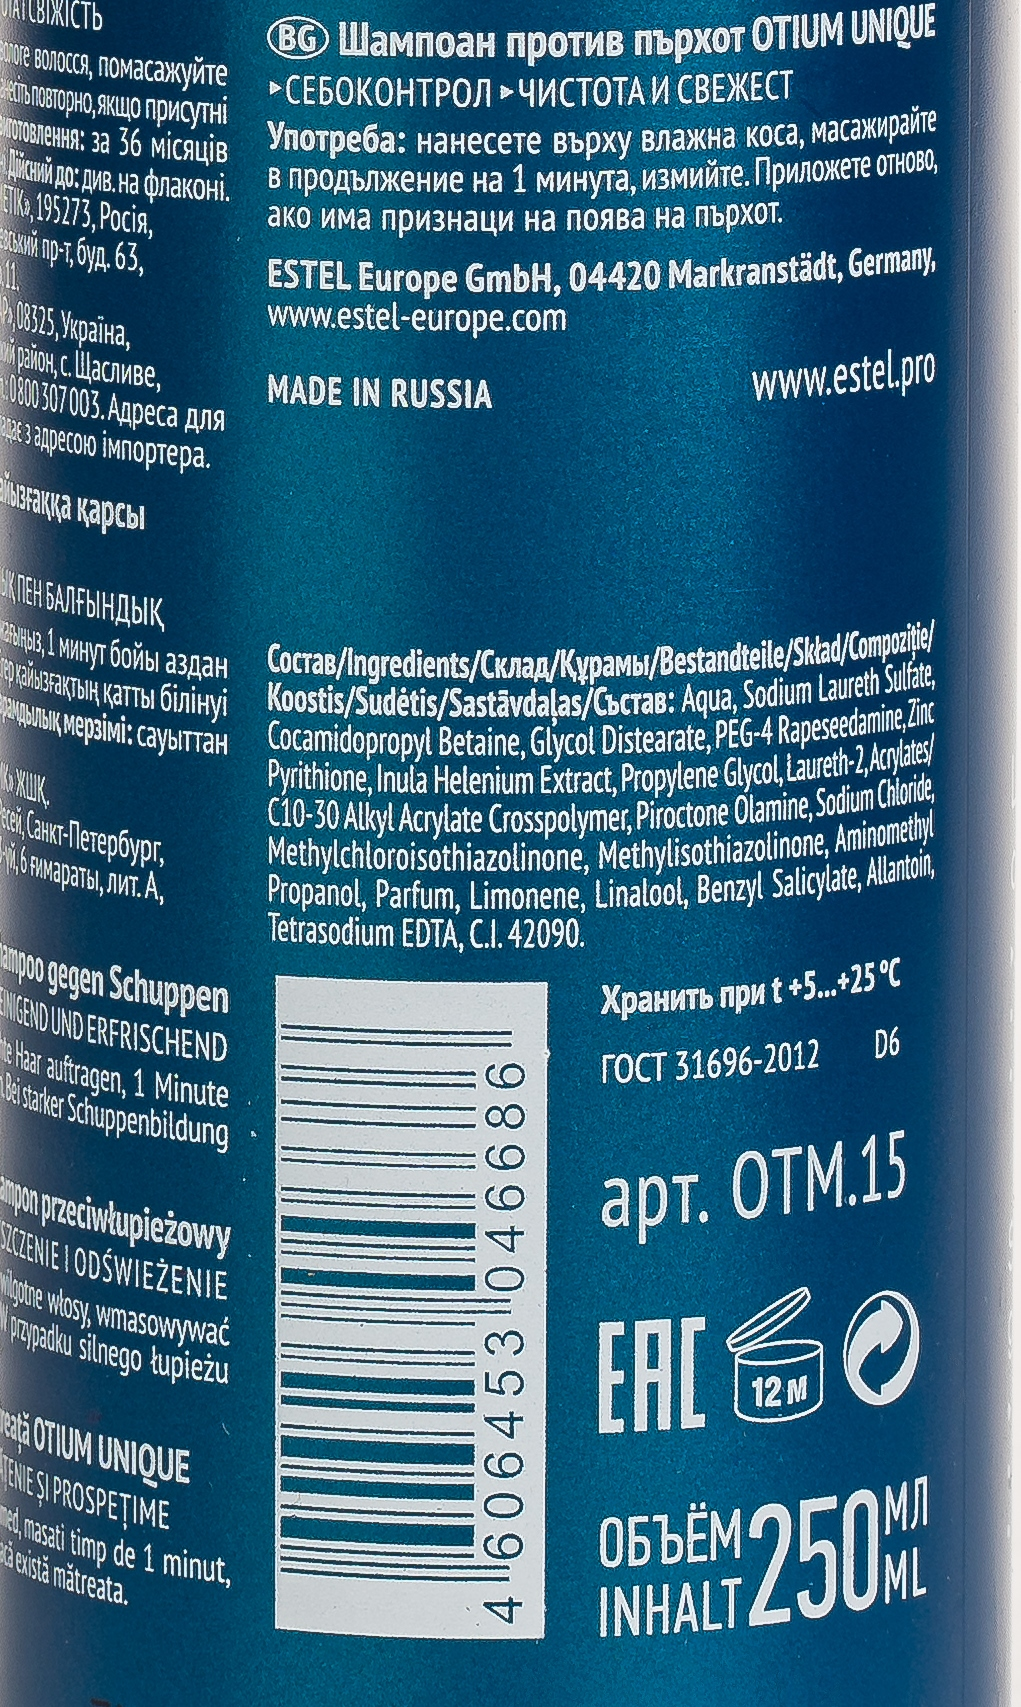 СВІЖІСТЬ
волосся, помасажуйте
повторно, якщо присутні
за 36 місяців
Дійсний до: див. на флаконі.
195273, Росія,
пр-т, буд. 63,
11.
08325, Україна,
район, с. Щасливе,
0 800 307 003. Адреса для
з адресою імпортера.
қарсы
ПЕН БАЛҒЫНДЫҚ
1 минут бойы аздан
қатты білінуі
мерзімі: сауыттан
ЖШҚ,
Санкт-Петербург,
6 ғимараты, лит. А,
gegen Schuppen
UND ERFRISCHEND
Haar auftragen, 1 Minute
Bei starker Schuppenbildung
przeciwłupieżowy
I ODŚWIEŻENIE
włosy, wmasowywać
W przypadku silnego łupieżu
OTIUM UNIQUE
ȘI PROSPEȚIME
masati timp de 1 minut,
există mătreata.
BG Шампоан против пърхот OTIUM UNIQUE
▸СЕБОКОНТРОЛ ▸ЧИСТОТА И СВЕЖЕСТ
Употреба: нанесете върху влажна коса, масажирайте
в продължение на 1 минута, измийте. Приложете отново,
ако има признаци на поява на пърхот.
ESTEL Europe GmbH, 04420 Markranstädt, Germany,
www.estel-europe.com
MADE IN RUSSIA www.estel.pro
Состав/Ingredients/Склад/Құрамы/Bestandteile/Skład/Compoziție/
Koostis/Sudėtis/Sastāvdaļas/Състав: Aqua, Sodium Laureth Sulfate,
Cocamidopropyl Betaine, Glycol Distearate, PEG-4 Rapeseedamine, Zinc
Pyrithione, Inula Helenium Extract, Propylene Glycol, Laureth-2, Acrylates/
C10-30 Alkyl Acrylate Crosspolymer, Piroctone Olamine, Sodium Chloride,
Methylchloroisothiazolinone, Methylisothiazolinone, Aminomethyl
Propanol, Parfum, Limonene, Linalool, Benzyl Salicylate, Allantoin,
Tetrasodium EDTA, C.I. 42090.
4 606453 046686
Хранить при t +5...+25 °C
ГОСТ 31696-2012 D6
арт. OTM.15
EAC 12 M
ОБЪЁМ 250 МЛ
INHALT ML